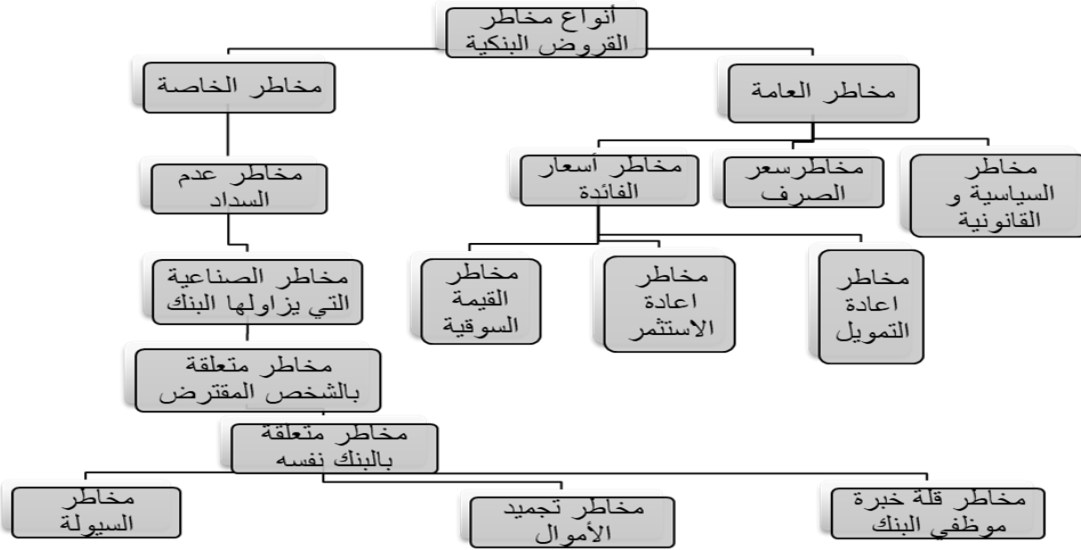 أنواع مخاطر
القروض البنكية
مخاطر العامة
مخاطر الخاصة
مخاطر
السياسية و
القانونية
مخاطرسعر
الصرف
مخاطر أسعار
الفائدة
مخاطر عدم
السداد
مخاطر
اعادة
التمويل
مخاطر
اعادة
الاستثمر
مخاطر
القيمة
السوقية
مخاطر الصناعية
التي يزاولها البنك
مخاطر متعلقة
بالشخص المقترض
مخاطر متعلقة
بالبنك نفسه
مخاطر قلة خبرة
موظفي البنك
مخاطر تجميد
الأموال
مخاطر
السيولة